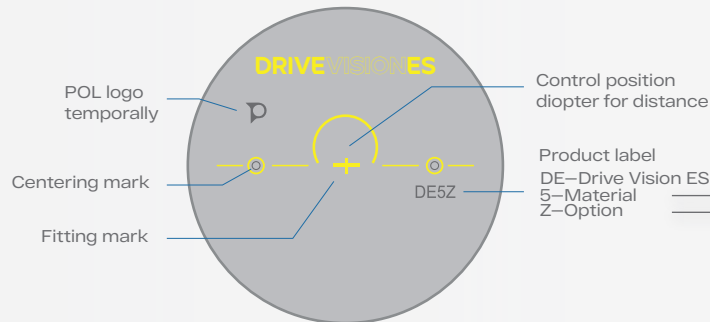 DRIVEVISIONES
POL logo
temporally
Control position
diopter for distance
Centering mark
Product label
DE–Drive Vision ES
5–Material
Z–Option
DE5Z
Fitting mark